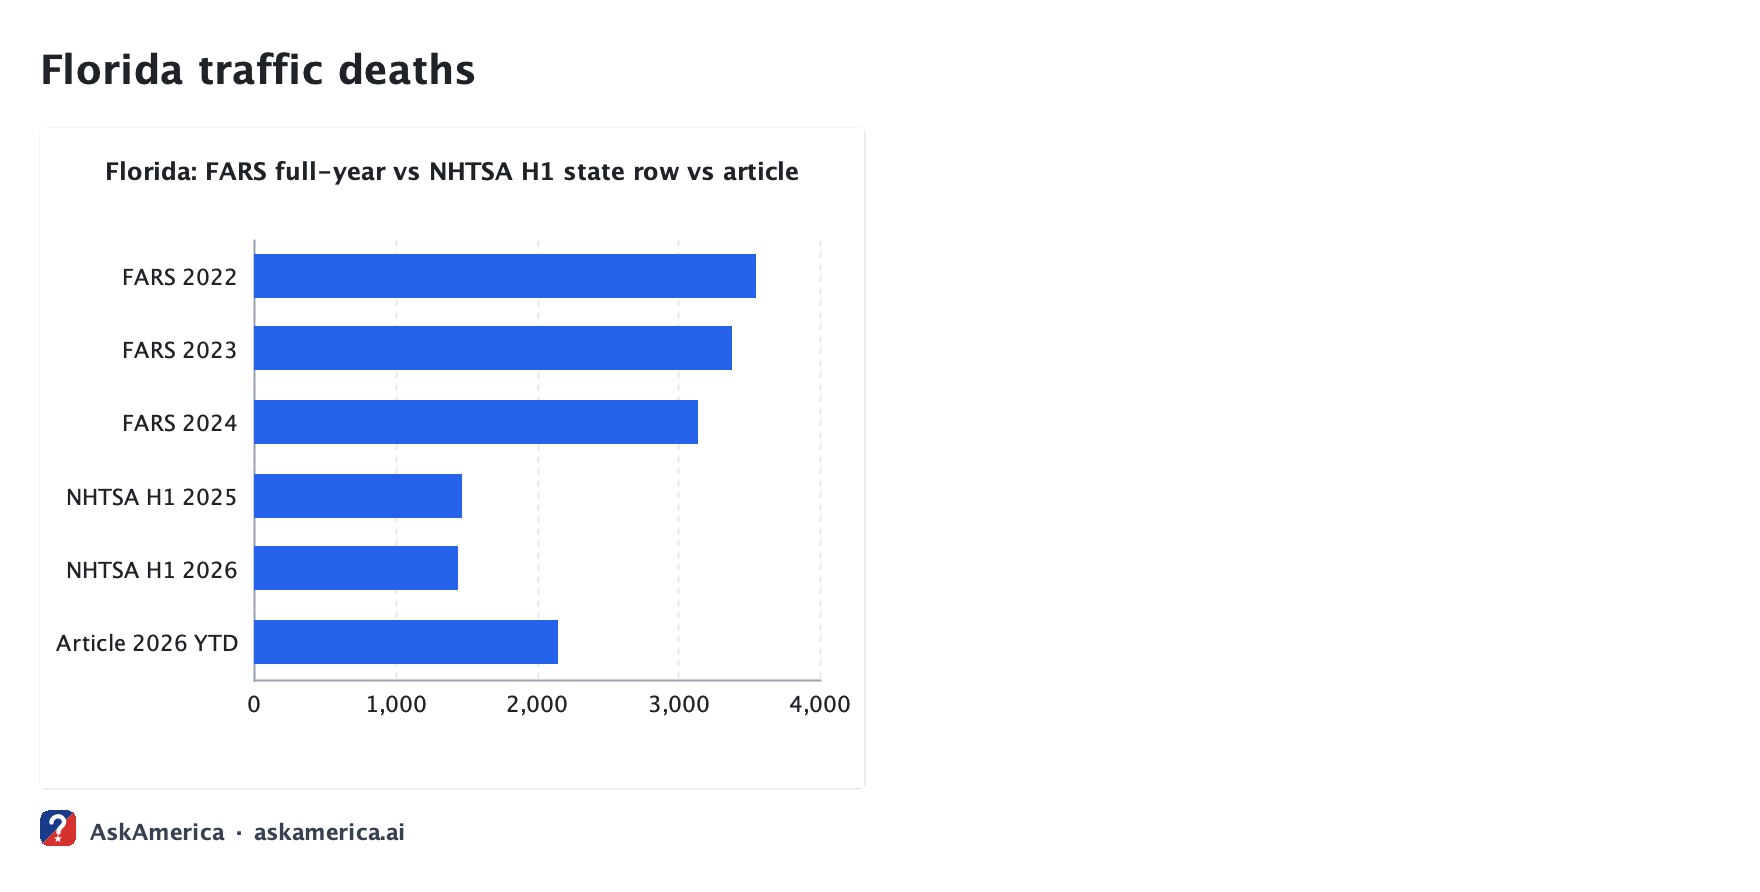 Florida traffic deaths
Florida: FARS full-year vs NHTSA H1 state row vs article
FARS 2022
FARS 2023
FARS 2024
NHTSA H1 2025
NHTSA H1 2026
Article 2026 YTD
0 1,000 2,000 3,000 4,000
AskAmerica · askamerica.ai